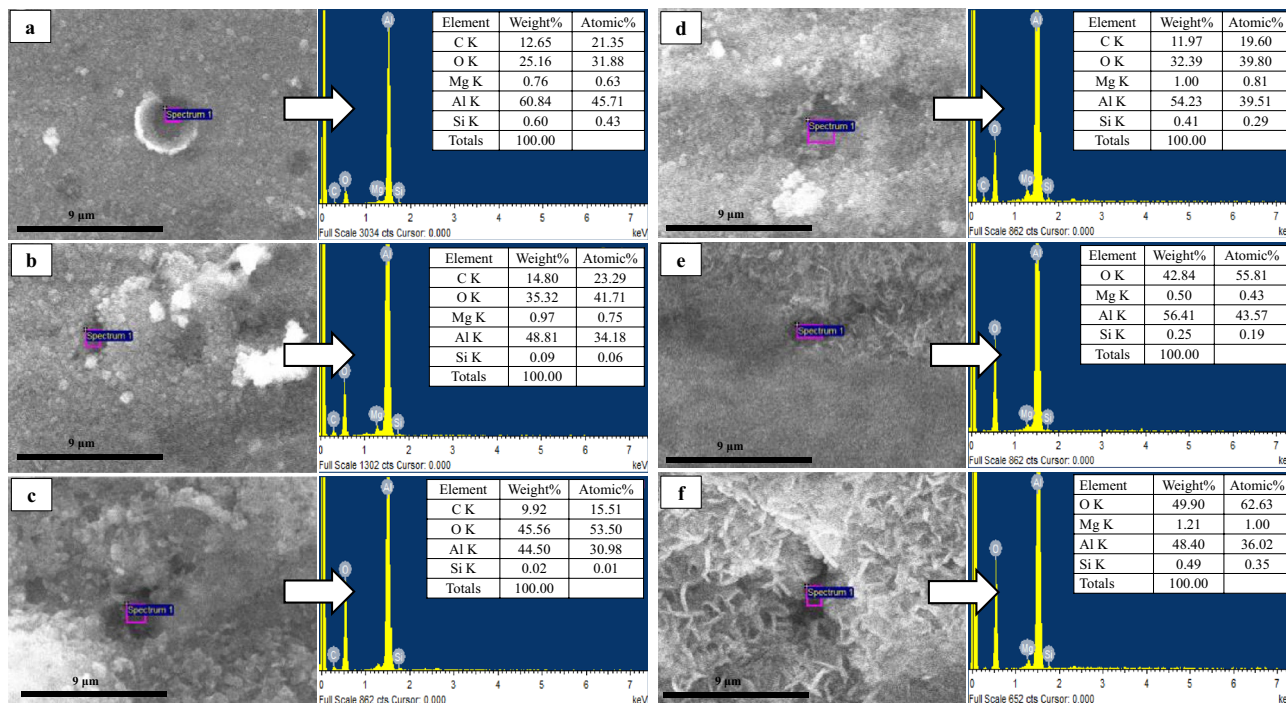 a
Spectrum 1
9 µm
Al
C
O
Mg
Si
Element Weight% Atomic%
C K 12.65 21.35
O K 25.16 31.88
Mg K 0.76 0.63
Al K 60.84 45.71
Si K 0.60 0.43
Totals 100.00
0 1 2 3 4 5 6 7
Full Scale 3034 cts Cursor: 0.000 keV
b
Spectrum 1
9 µm
Al
C
O
Mg
Si
Element Weight% Atomic%
C K 14.80 23.29
O K 35.32 41.71
Mg K 0.97 0.75
Al K 48.81 34.18
Si K 0.09 0.06
Totals 100.00
0 1 2 3 4 5 6 7
Full Scale 1302 cts Cursor: 0.000 keV
c
Spectrum 1
9 µm
Al
C
O
Si
Element Weight% Atomic%
C K 9.92 15.51
O K 45.56 53.50
Al K 44.50 30.98
Si K 0.02 0.01
Totals 100.00
0 1 2 3 4 5 6 7
Full Scale 862 cts Cursor: 0.000 keV
d
Spectrum 1
9 µm
Al
C
O
Mg
Si
Element Weight% Atomic%
C K 11.97 19.60
O K 32.39 39.80
Mg K 1.00 0.81
Al K 54.23 39.51
Si K 0.41 0.29
Totals 100.00
0 1 2 3 4 5 6 7
Full Scale 862 cts Cursor: 0.000 keV
e
Spectrum 1
9 µm
Al
O
Mg
Si
Element Weight% Atomic%
O K 42.84 55.81
Mg K 0.50 0.43
Al K 56.41 43.57
Si K 0.25 0.19
Totals 100.00
0 1 2 3 4 5 6 7
Full Scale 862 cts Cursor: 0.000 keV
f
Spectrum 1
9 µm
Al
O
Mg
Si
Element Weight% Atomic%
O K 49.90 62.63
Mg K 1.21 1.00
Al K 48.40 36.02
Si K 0.49 0.35
Totals 100.00
0 1 2 3 4 5 6 7
Full Scale 652 cts Cursor: 0.000 keV